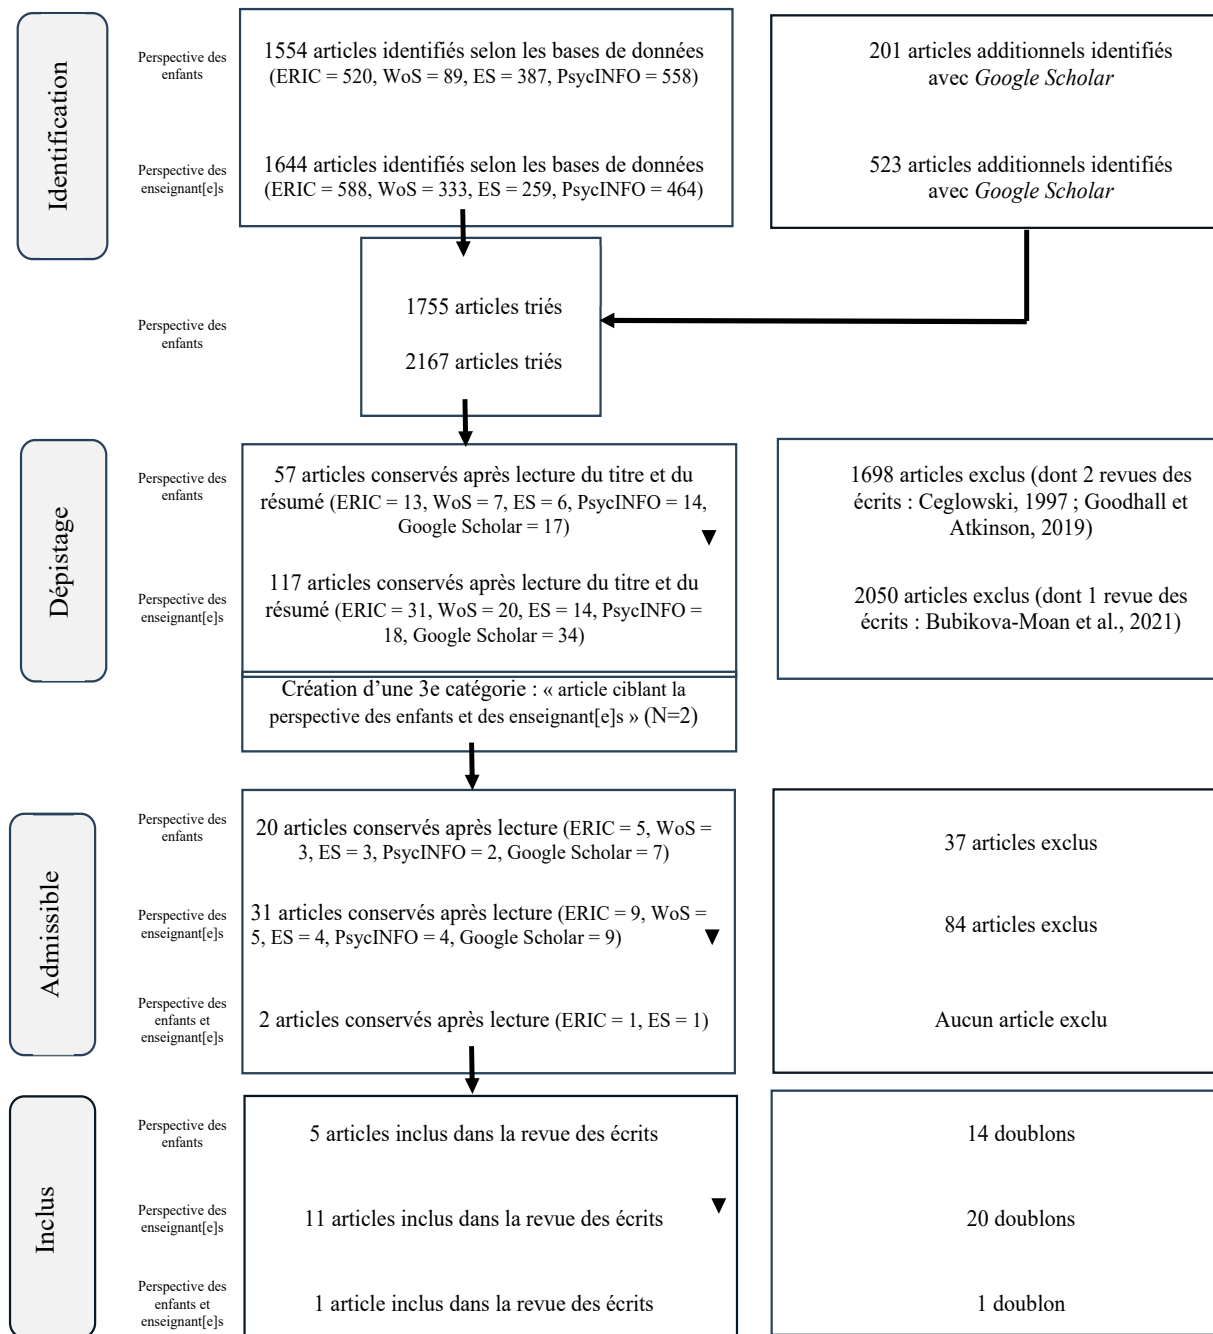 Identification
Perspective des
enfants
1554 articles identifiés selon les bases de données
(ERIC = 520, WoS = 89, ES = 387, PsycINFO = 558)
201 articles additionnels identifiés
avec Google Scholar
Perspective des
enseignant[e]s
1644 articles identifiés selon les bases de données
(ERIC = 588, WoS = 333, ES = 259, PsycINFO = 464)
523 articles additionnels identifiés
avec Google Scholar
Perspective des
enfants
1755 articles triés
2167 articles triés
Dépistage
Perspective des
enfants
57 articles conservés après lecture du titre et du
résumé (ERIC = 13, WoS = 7, ES = 6, PsycINFO = 14,
Google Scholar = 17)
1698 articles exclus (dont 2 revues des
écrits : Ceglowski, 1997 ; Goodhall et
Atkinson, 2019)
Perspective des
enseignant[e]s
117 articles conservés après lecture du titre et du
résumé (ERIC = 31, WoS = 20, ES = 14, PsycINFO =
18, Google Scholar = 34)
2050 articles exclus (dont 1 revue des
écrits : Bubikova-Moan et al., 2021)
Création d’une 3e catégorie : « article ciblant la
perspective des enfants et des enseignant[e]s » (N=2)
Admissible
Perspective des
enfants
20 articles conservés après lecture (ERIC = 5, WoS =
3, ES = 3, PsycINFO = 2, Google Scholar = 7)
37 articles exclus
Perspective des
enseignant[e]s
31 articles conservés après lecture (ERIC = 9, WoS =
5, ES = 4, PsycINFO = 4, Google Scholar = 9)
84 articles exclus
Perspective des
enfants et
enseignant[e]s
2 articles conservés après lecture (ERIC = 1, ES = 1)
Aucun article exclu
Inclus
Perspective des
enfants
5 articles inclus dans la revue des écrits
14 doublons
Perspective des
enseignant[e]s
11 articles inclus dans la revue des écrits
20 doublons
Perspective des
enfants et
enseignant[e]s
1 article inclus dans la revue des écrits
1 doublon